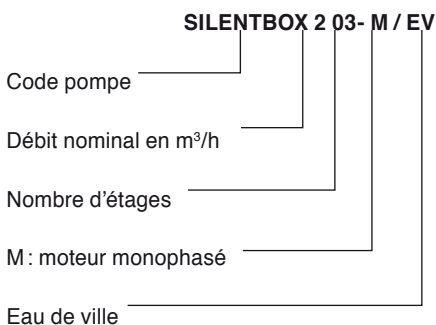 SILENTBOX 2 03- M / EV
Code pompe
Débit nominal en m³/h
Nombre d'étages
M : moteur monophasé
Eau de ville